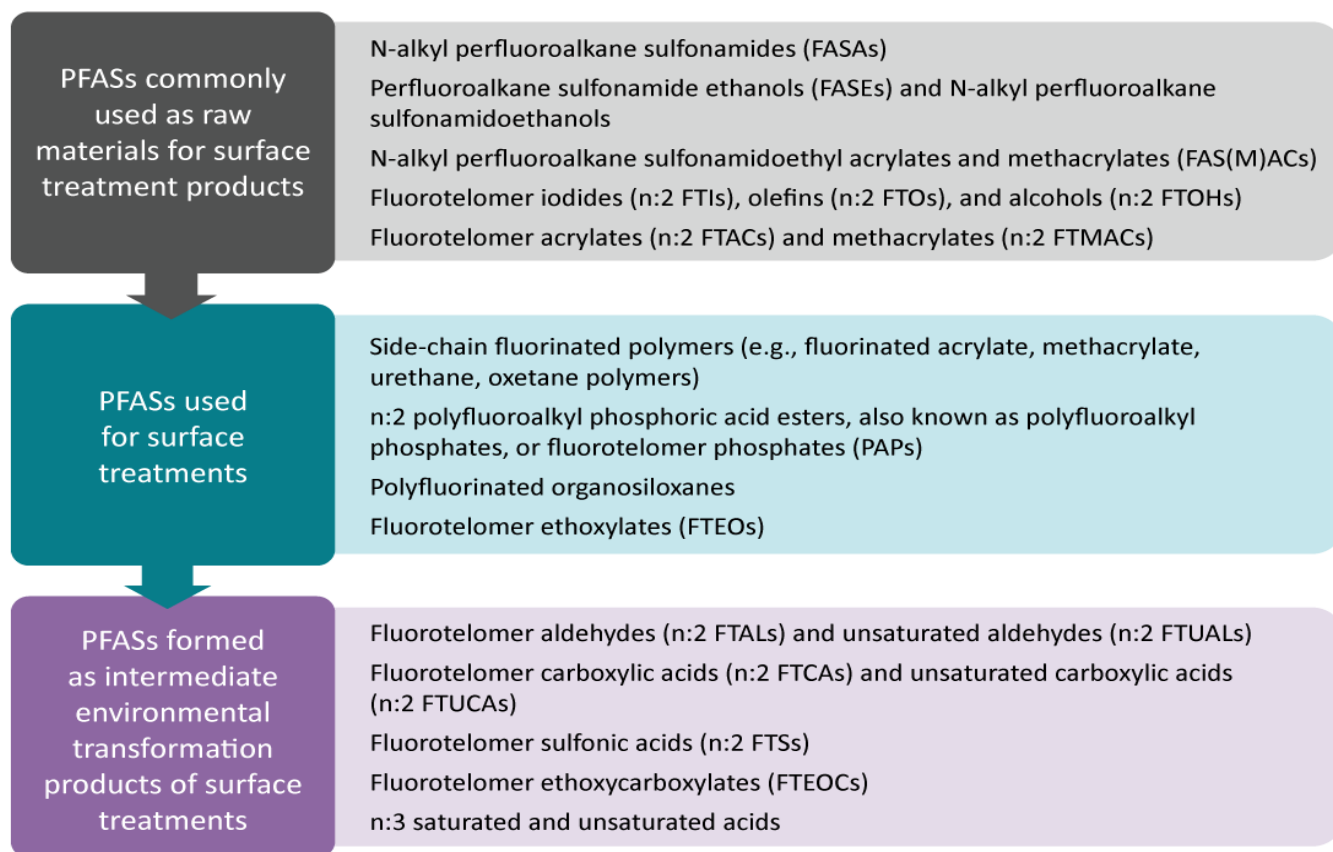 PFASs commonly
used as raw
materials for surface
treatment products
N-alkyl perfluoroalkane sulfonamides (FASAs)
Perfluoroalkane sulfonamide ethanols (FASEs) and N-alkyl perfluoroalkane
sulfonamidoethanols
N-alkyl perfluoroalkane sulfonamidoethyl acrylates and methacrylates (FAS(M)ACs)
Fluorotelomer iodides (n:2 FTIs), olefins (n:2 FTOs), and alcohols (n:2 FTOHs)
Fluorotelomer acrylates (n:2 FTACs) and methacrylates (n:2 FTMACs)
PFASs used
for surface
treatments
Side-chain fluorinated polymers (e.g., fluorinated acrylate, methacrylate,
urethane, oxetane polymers)
n:2 polyfluoroalkyl phosphoric acid esters, also known as polyfluoroalkyl
phosphates, or fluorotelomer phosphates (PAPs)
Polyfluorinated organosiloxanes
Fluorotelomer ethoxylates (FTEOs)
PFASs formed
as intermediate
environmental
transformation
products of surface
treatments
Fluorotelomer aldehydes (n:2 FTALs) and unsaturated aldehydes (n:2 FTUALs)
Fluorotelomer carboxylic acids (n:2 FTCAs) and unsaturated carboxylic acids
(n:2 FTUCAs)
Fluorotelomer sulfonic acids (n:2 FTSs)
Fluorotelomer ethoxycarboxylates (FTEOCs)
n:3 saturated and unsaturated acids